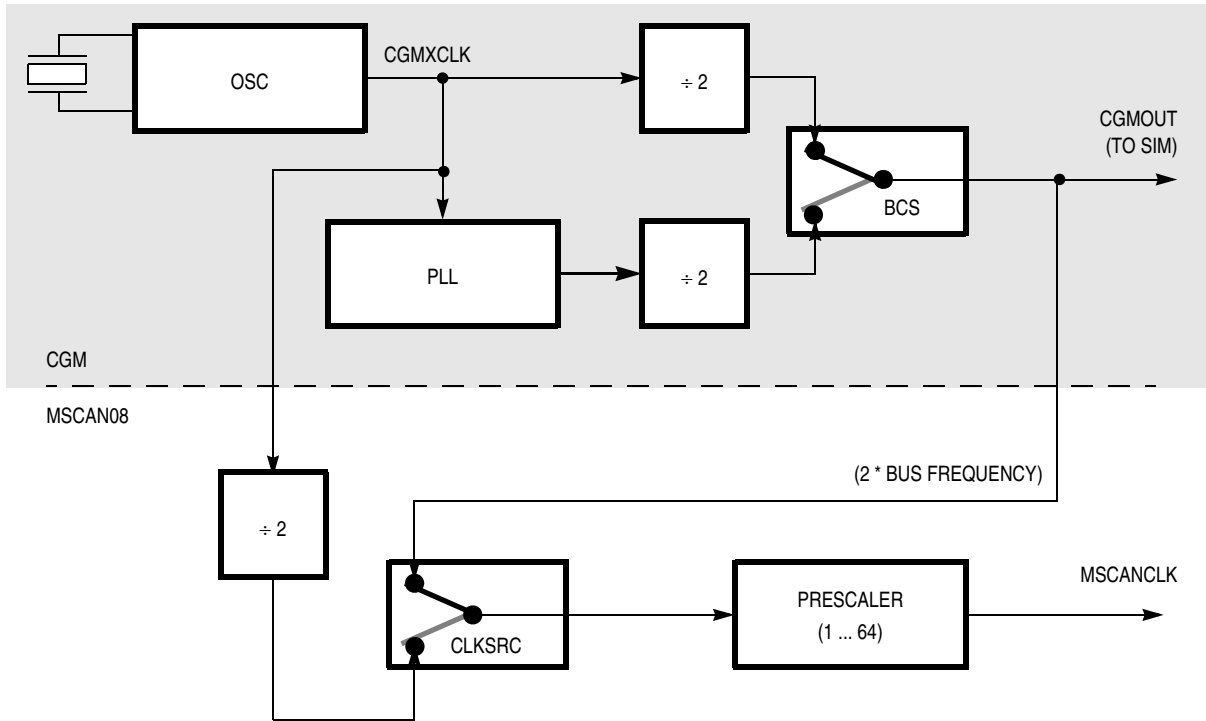 CGMXCLK
OSC
÷ 2
CGMOUT
(TO SIM)
BCS
PLL
÷ 2
CGM
MSCAN08
(2 * BUS FREQUENCY)
÷ 2
MSCANCLK
PRESCALER
(1 ... 64)
CLKSRC